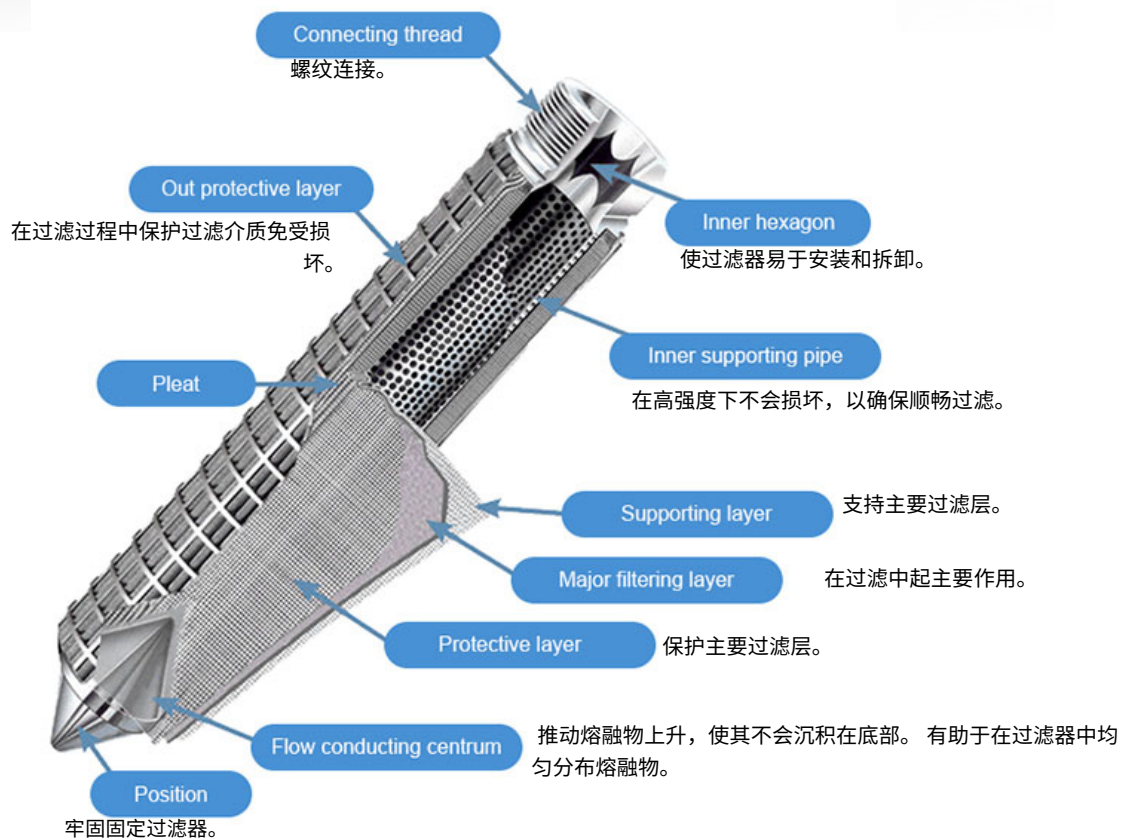 Connecting thread
螺纹连接。
Out protective layer
在过滤过程中保护过滤介质免受损
坏。
Inner hexagon
使过滤器易于安装和拆卸。
Inner supporting pipe
在高强度下不会损坏，以确保顺畅过滤。
Pleat
Supporting layer
支持主要过滤层。
Major filtering layer
在过滤中起主要作用。
Protective layer
保护主要过滤层。
Flow conducting centrum
推动熔融物上升，使其不会沉积在底部。 有助于在过滤器中均
匀分布熔融物。
Position
牢固固定过滤器。